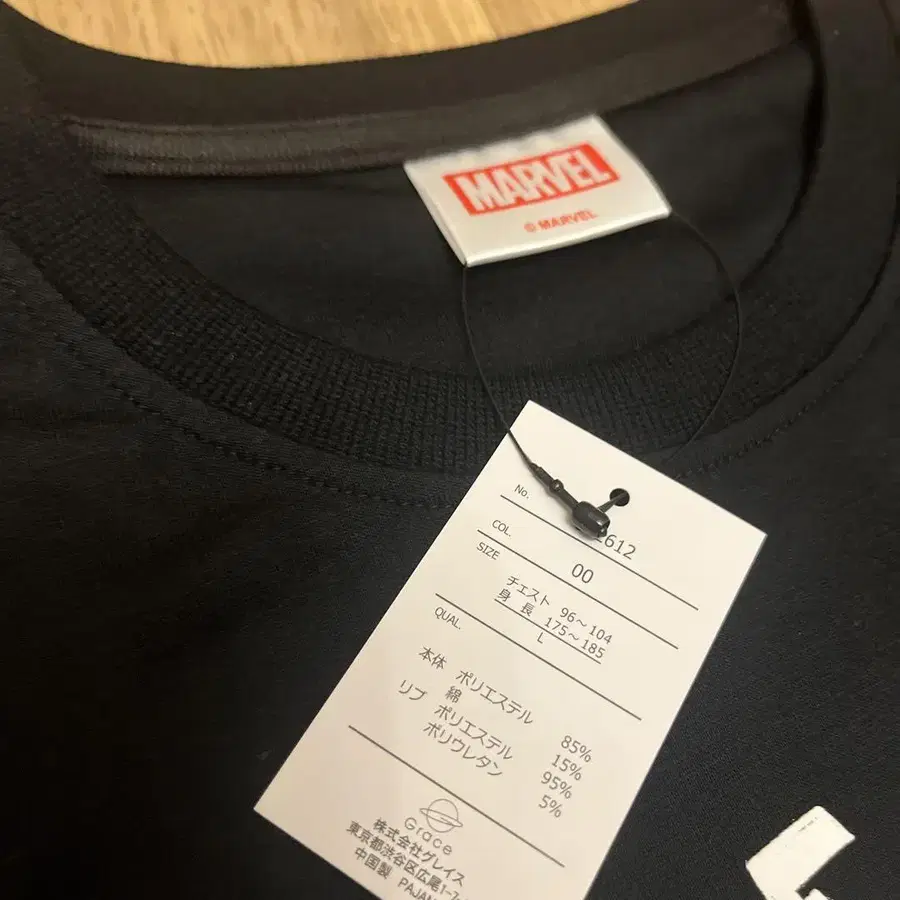 MARVEL
© MARVEL
No.
612
COL.
00
SIZE
チェスト 96～104
身 長 175～185
L
QUAL.
本体 ポリエステル 85%
綿 15%
リブ ポリエステル 95%
ポリウレタン 5%
Grace
株式会社グレイス
東京都渋谷区広尾1-7
中国製 PAJAM